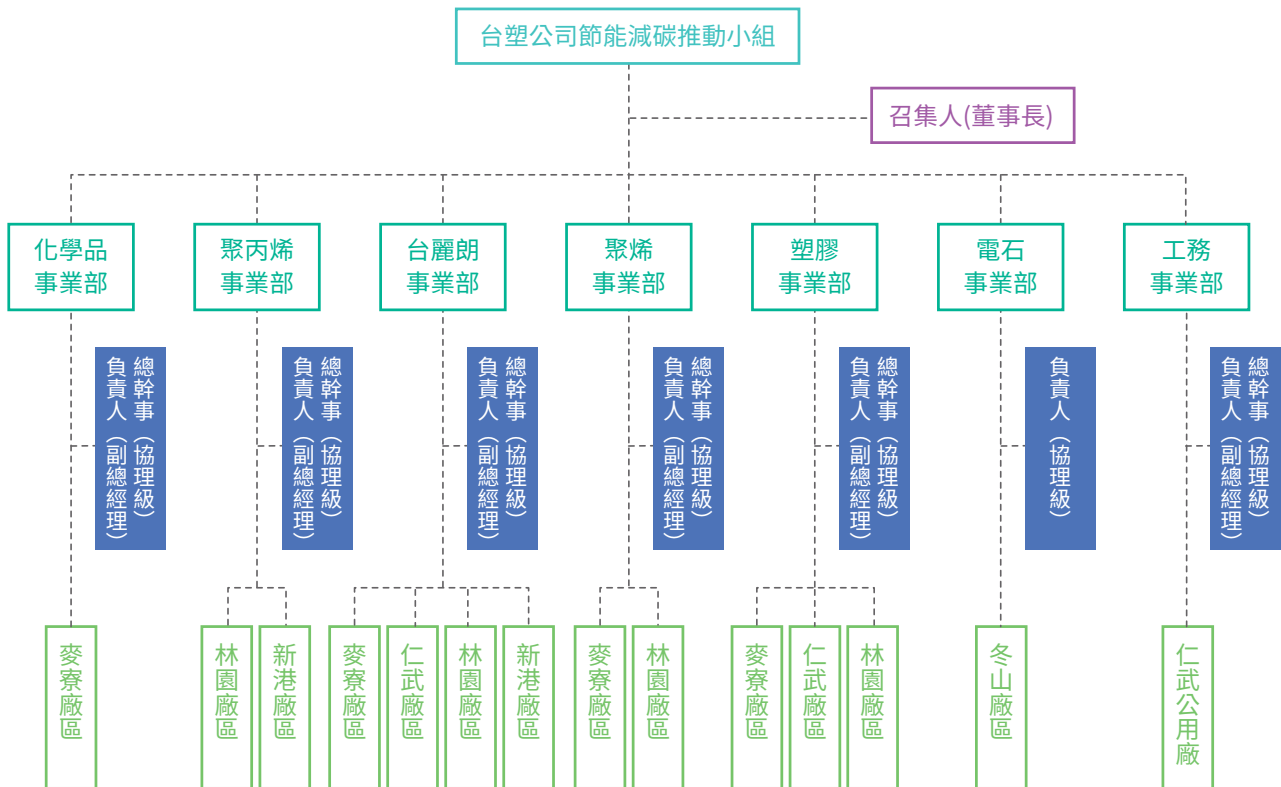 台塑公司節能減碳推動小組
召集人(董事長)
化學品
事業部
聚丙烯
事業部
台麗朗
事業部
聚烯
事業部
塑膠
事業部
電石
事業部
工務
事業部
總幹事（協理級）
負責人（副總經理）
總幹事（協理級）
負責人（副總經理）
總幹事（協理級）
負責人（副總經理）
總幹事（協理級）
負責人（副總經理）
總幹事（協理級）
負責人（副總經理）
負責人（協理級）
總幹事（協理級）
負責人（副總經理）
麥寮廠區
林園廠區
新港廠區
麥寮廠區
仁武廠區
林園廠區
新港廠區
麥寮廠區
林園廠區
麥寮廠區
仁武廠區
林園廠區
冬山廠區
仁武公用廠